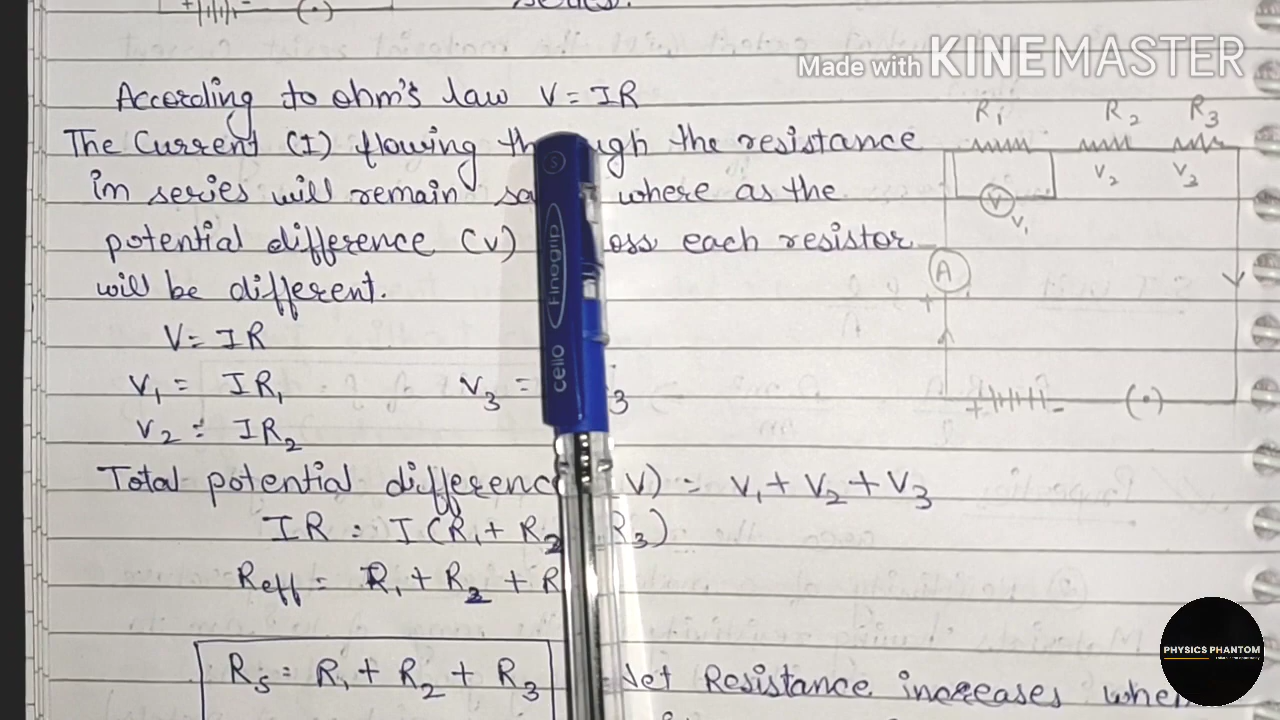 series.
Made with KINEMASTER
According to ohm's law V = IR
The Current (I) flowing th ugh the resistance
in series will remain sa where as the
potential difference (V) oss each resistor
will be different.
V = IR
V₁ = IR₁ V₃ = 3
V₂ = IR₂
Total potential differenc V) = V₁ + V₂ + V₃
IR = I (R₁ + R₂ R₃)
Reff = R₁ + R₂ + R
Rs = R₁ + R₂ + R₃ Net Resistance increases when
R₁ R₂ R₃
V V₁ V₂ V₃
A
+
+ -
(·)
cello Finegrip
S
PHYSICS PHANTOM